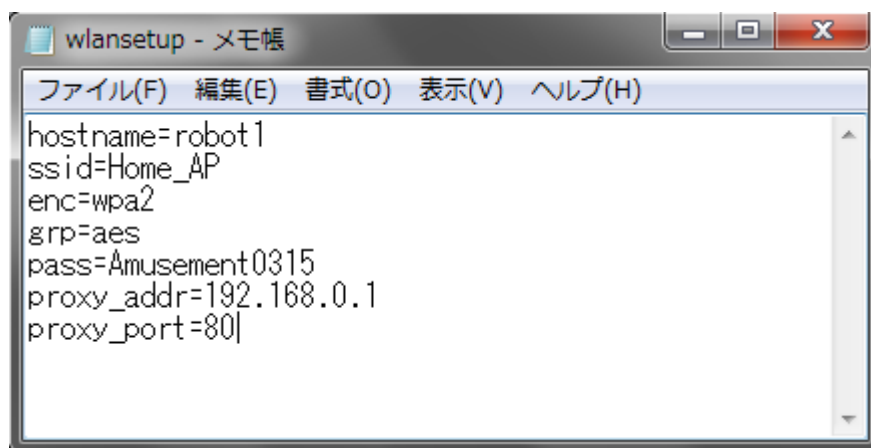 wlansetup - メモ帳
ファイル(F) 編集(E) 書式(O) 表示(V) ヘルプ(H)
hostname=robot1
ssid=Home_AP
enc=wpa2
grp=aes
pass=Amusement0315
proxy_addr=192.168.0.1
proxy_port=80